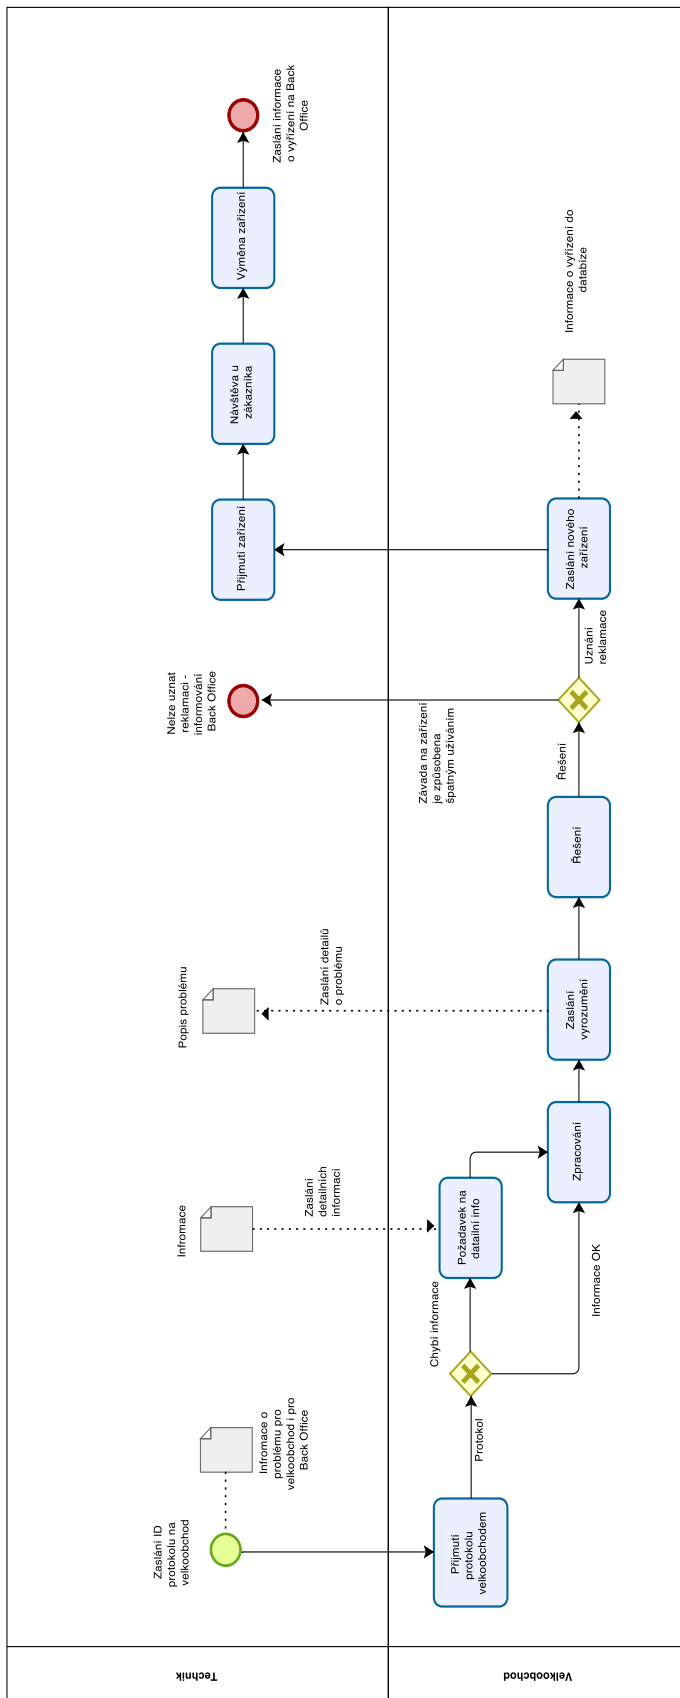 Technik
Zaslání ID
protokolu na
velkoobchod
Infromace o
problému pro
velkoobchod i pro
Back Office
Infromace
Zaslání
detailních
informací
Popis problému
Zaslání detailů
o problému
Nelze uznat
reklamaci -
informování
Back Office
Přijmutí zařízení
Návštěva u
zákazníka
Výměna zařízení
Zaslání informace
o vyřízení na Back
Office
Velkoobchod
Přijmutí
protokolu
velkoobchodem
Protokol
Chybí informace
Informace OK
Požadavek na
datailní info
Zpracování
Zaslání
vyrozumění
Řešení
Řešení
Závada na zařízení
je způsobena
špatným užíváním
Uznání
reklamace
Zaslání nového
zařízení
Informace o vyřízení do
databíze